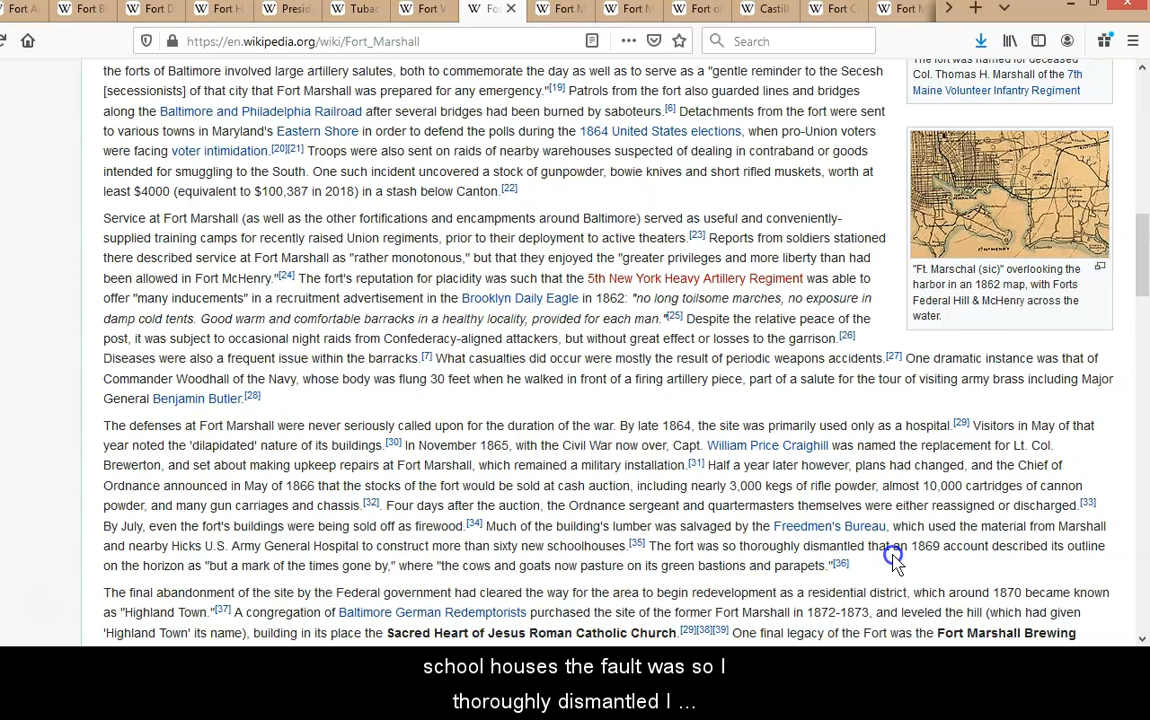 Fort A
Fort B
Fort D
Fort H
Presid
Tubac
Fort V
Fo
Fort M
Fort M
Fort o
Castill
Fort C
Fort M
https://en.wikipedia.org/wiki/Fort_Marshall
Search
the forts of Baltimore involved large artillery salutes, both to commemorate the day as well as to serve as a "gentle reminder to the Secesh
[secessionists] of that city that Fort Marshall was prepared for any emergency."[19] Patrols from the fort also guarded lines and bridges
along the Baltimore and Philadelphia Railroad after several bridges had been burned by saboteurs.[6] Detachments from the fort were sent
to various towns in Maryland's Eastern Shore in order to defend the polls during the 1864 United States elections, when pro-Union voters
were facing voter intimidation.[20][21] Troops were also sent on raids of nearby warehouses suspected of dealing in contraband or goods
intended for smuggling to the South. One such incident uncovered a stock of gunpowder, bowie knives and short rifled muskets, worth at
least $4000 (equivalent to $100,387 in 2018) in a stash below Canton.[22]
Service at Fort Marshall (as well as the other fortifications and encampments around Baltimore) served as useful and conveniently-
supplied training camps for recently raised Union regiments, prior to their deployment to active theaters.[23] Reports from soldiers stationed
there described service at Fort Marshall as "rather monotonous," but that they enjoyed the "greater privileges and more liberty than had
been allowed in Fort McHenry."[24] The fort's reputation for placidity was such that the 5th New York Heavy Artillery Regiment was able to
offer "many inducements" in a recruitment advertisement in the Brooklyn Daily Eagle in 1862: "no long toilsome marches, no exposure in
damp cold tents. Good warm and comfortable barracks in a healthy locality, provided for each man."[25] Despite the relative peace of the
post, it was subject to occasional night raids from Confederacy-aligned attackers, but without great effort or losses to the garrison.[26]
Diseases were also a frequent issue within the barracks.[7] What casualties did occur were mostly the result of periodic weapons accidents.[27] One dramatic instance was that of
Commander Woodhall of the Navy, whose body was flung 30 feet when he walked in front of a firing artillery piece, part of a salute for the tour of visiting army brass including Major
General Benjamin Butler.[28]
The defenses at Fort Marshall were never seriously called upon for the duration of the war. By late 1864, the site was primarily used only as a hospital.[29] Visitors in May of that
year noted the 'dilapidated' nature of its buildings.[30] In November 1865, with the Civil War now over, Capt. William Price Craighill was named the replacement for Lt. Col.
Brewerton, and set about making upkeep repairs at Fort Marshall, which remained a military installation.[31] Half a year later however, plans had changed, and the Chief of
Ordnance announced in May of 1866 that the stocks of the fort would be sold at cash auction, including nearly 3,000 kegs of rifle powder, almost 10,000 cartridges of cannon
powder, and many gun carriages and chassis.[32]. Four days after the auction, the Ordnance sergeant and quartermasters themselves were either reassigned or discharged.[33]
By July, even the fort's buildings were being sold off as firewood.[34] Much of the building's lumber was salvaged by the Freedmen's Bureau, which used the material from Marshall
and nearby Hicks U.S. Army General Hospital to construct more than sixty new schoolhouses.[35] The fort was so thoroughly dismantled that an 1869 account described its outline
on the horizon as "but a mark of the times gone by," where "the cows and goats now pasture on its green bastions and parapets."[36]
The final abandonment of the site by the Federal government had cleared the way for the area to begin redevelopment as a residential district, which around 1870 became known
as "Highland Town."[37] A congregation of Baltimore German Redemptorists purchased the site of the former Fort Marshall in 1872-1873, and leveled the hill (which had given
'Highland Town' its name), building in its place the Sacred Heart of Jesus Roman Catholic Church.[29][38][39] One final legacy of the Fort was the Fort Marshall Brewing
The fort was named for deceased
Col. Thomas H. Marshall of the 7th
Maine Volunteer Infantry Regiment
"Ft. Marschal (sic)" overlooking the
harbor in an 1862 map, with Forts
Federal Hill & McHenry across the
water.
school houses the fault was so I
thoroughly dismantled I ...